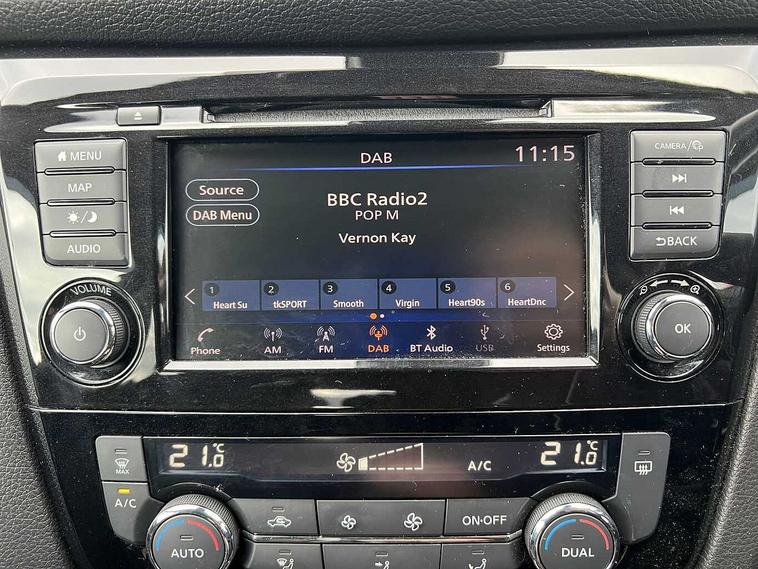 MENU
MAP
AUDIO
VOLUME
DAB 11:15
Source
DAB Menu
BBC Radio2
POP M
Vernon Kay
1 2 3 4 5 6
Heart Su tkSPORT Smooth Virgin Heart90s HeartDnc
Phone AM FM DAB BT Audio USB Settings
CAMERA/
BACK
OK
21.0 °C A/C 21.0 °C
MAX
A/C
ON·OFF
AUTO
DUAL